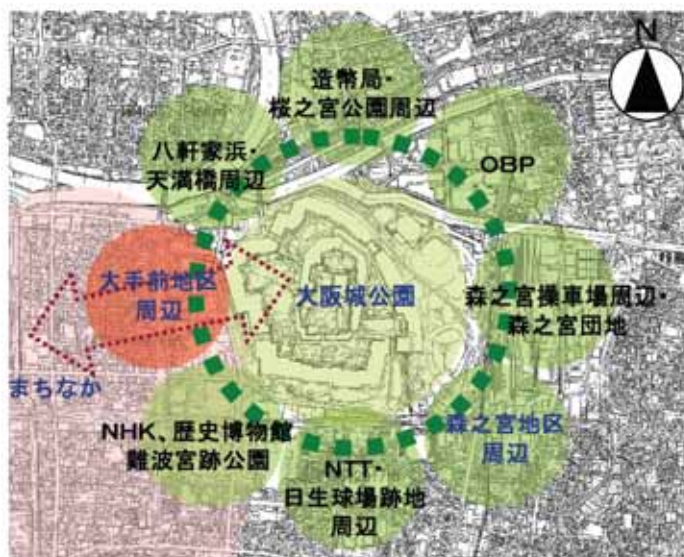 N
造幣局・
桜之宮公園周辺
八軒家浜・
天満橋周辺
OBP
大手前地区
周辺
大阪城公園
森之宮操車場周辺・
森之宮団地
まちなか
NHK、歴史博物館
難波宮跡公園
森之宮地区
周辺
NTT・
日生球場跡地
周辺